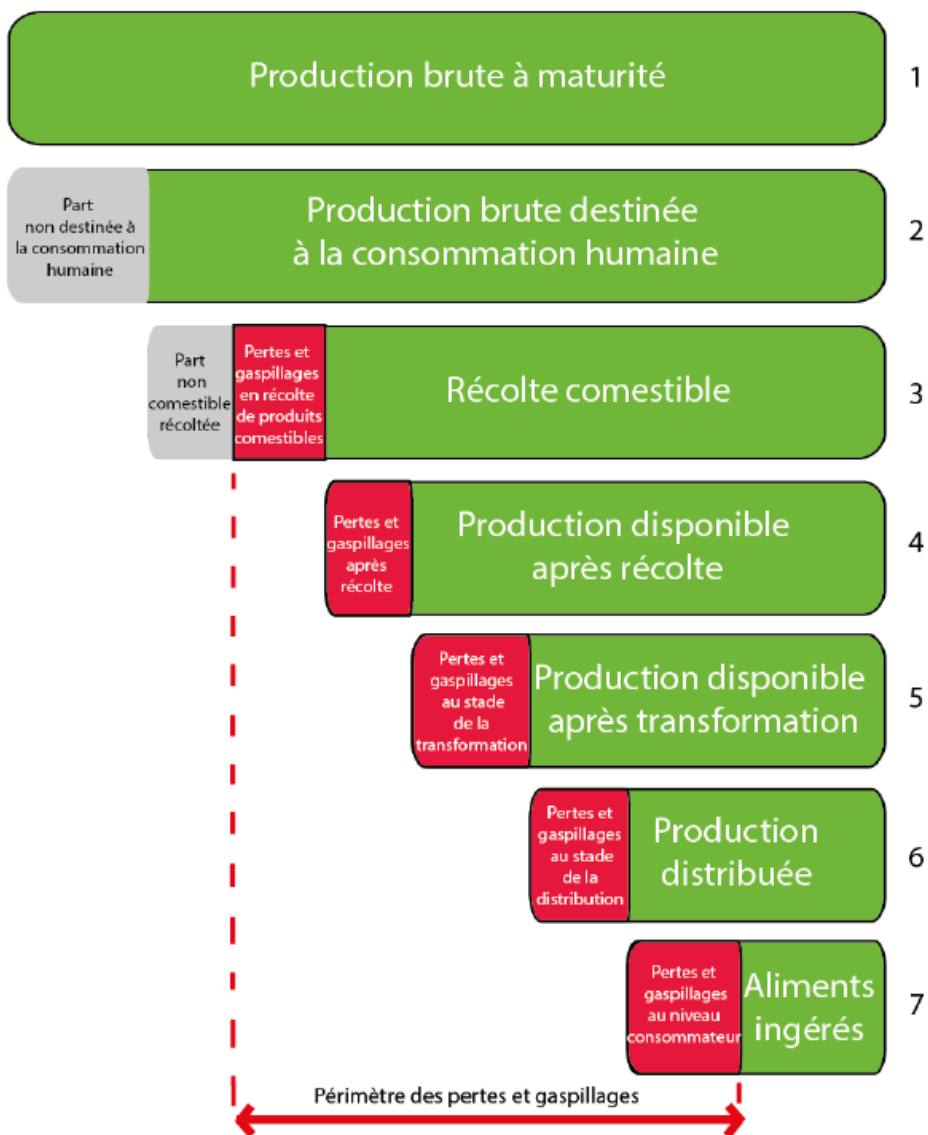 Production brute à maturité
1
Part
non destinée à
la consommation
humaine
Production brute destinée
à la consommation humaine
2
Part
non
comestible
récoltée
Pertes et
gaspillages
en récolte
de produits
comestibles
Récolte comestible
3
Pertes et
gaspillages
après
récolte
Production disponible
après récolte
4
Pertes et
gaspillages
au stade
de la
transformation
Production disponible
après transformation
5
Pertes et
gaspillages
au stade
de la
distribution
Production
distribuée
6
Pertes et
gaspillages
au niveau
consommateur
Aliments
ingérés
7
Périmètre des pertes et gaspillages